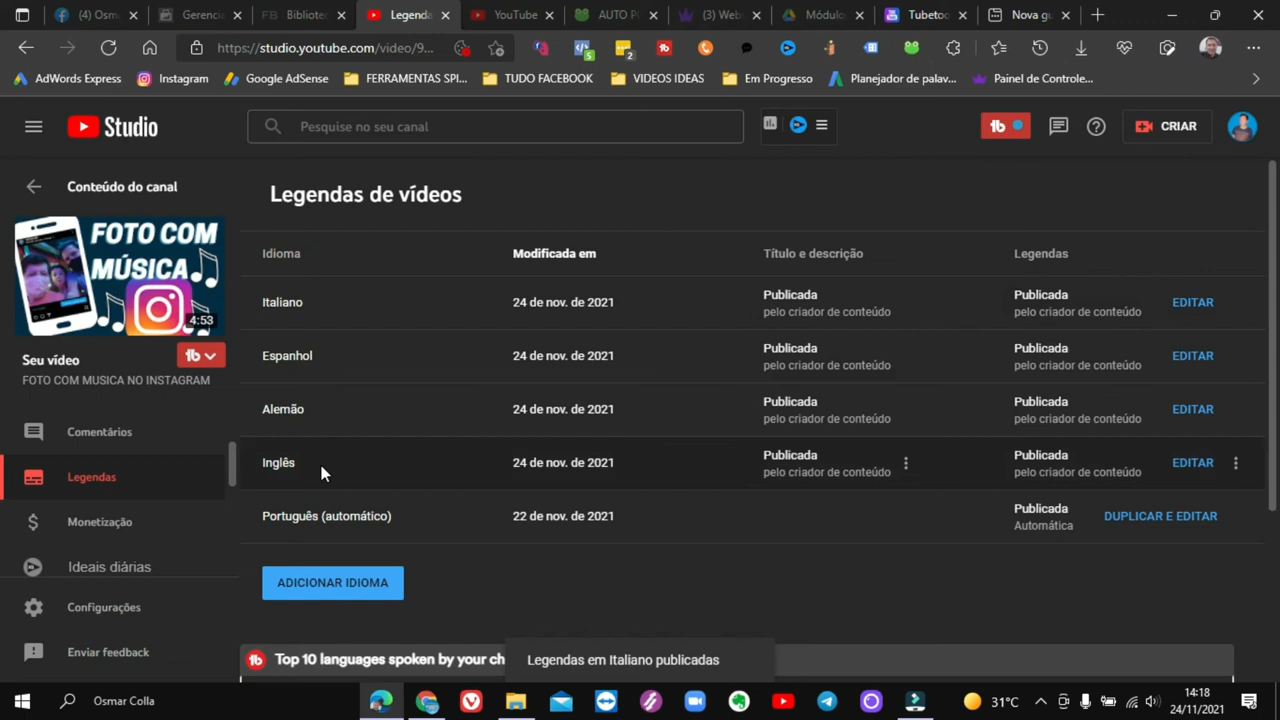 (4) Osm
Gerencia
Bibliote
Legenda
YouTube
AUTO P
(3) Web
Módulo
Tubetoo
Nova gu
https://studio.youtube.com/video/9...
5
2
AdWords Express
Instagram
Google AdSense
FERRAMENTAS SPI...
TUDO FACEBOOK
VIDEOS IDEAS
Em Progresso
Planejador de palav...
Painel de Controle...
Studio
Pesquise no seu canal
tb
CRIAR
Conteúdo do canal
FOTO COM
MÚSICA
4:53
Seu vídeo
tb
FOTO COM MUSICA NO INSTAGRAM
Comentários
Legendas
Monetização
Ideais diárias
Configurações
Enviar feedback
Legendas de vídeos
Idioma Modificada em Título e descrição Legendas
Italiano 24 de nov. de 2021 Publicada pelo criador de conteúdo Publicada pelo criador de conteúdo EDITAR
Espanhol 24 de nov. de 2021 Publicada pelo criador de conteúdo Publicada pelo criador de conteúdo EDITAR
Alemão 24 de nov. de 2021 Publicada pelo criador de conteúdo Publicada pelo criador de conteúdo EDITAR
Inglês 24 de nov. de 2021 Publicada pelo criador de conteúdo Publicada pelo criador de conteúdo EDITAR
Português (automático) 22 de nov. de 2021 Publicada Automática DUPLICAR E EDITAR
ADICIONAR IDIOMA
tb Top 10 languages spoken by your ch
Legendas em Italiano publicadas
Osmar Colla
31°C
14:18
24/11/2021